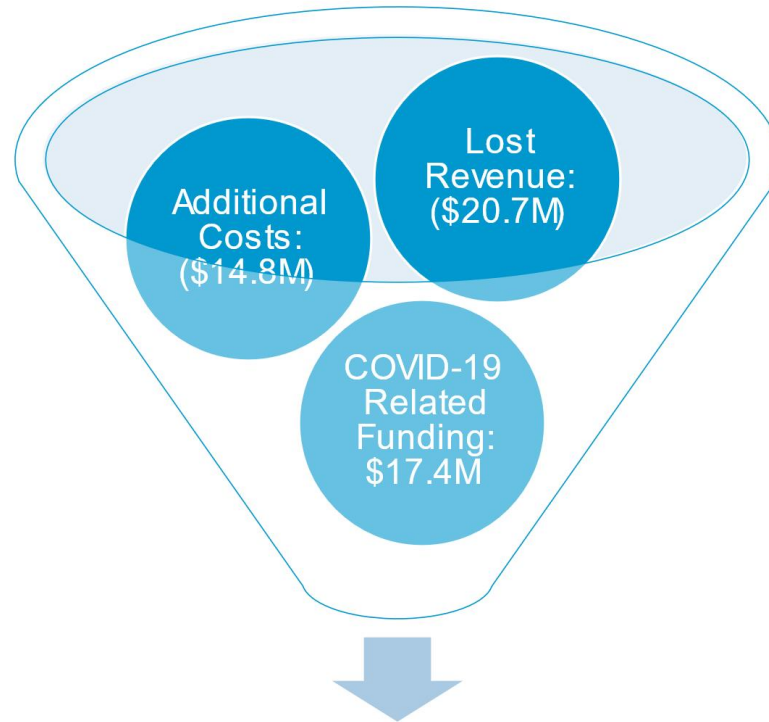 Additional
Costs:
($14.8M)
Lost
Revenue:
($20.7M)
COVID-19
Related
Funding:
$17.4M